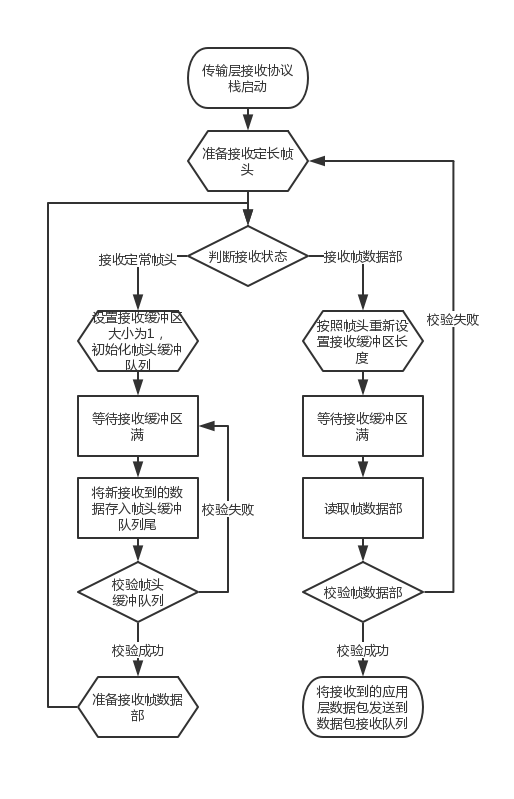 传输层接收协议
栈启动
准备接收定长帧
头
判断接收状态
接收定常帧头
接收帧数据部
设置接收缓冲区
大小为1，
初始化帧头缓冲
队列
按照帧头重新设
置接收缓冲区长
度
校验失败
等待接收缓冲区
满
等待接收缓冲区
满
将新接收到的数
据存入帧头缓冲
队列尾
校验失败
读取帧数据部
校验帧头
缓冲队列
校验帧数据部
校验成功
校验成功
准备接收帧数据
部
将接收到的应用
层数据包发送到
数据包接收队列